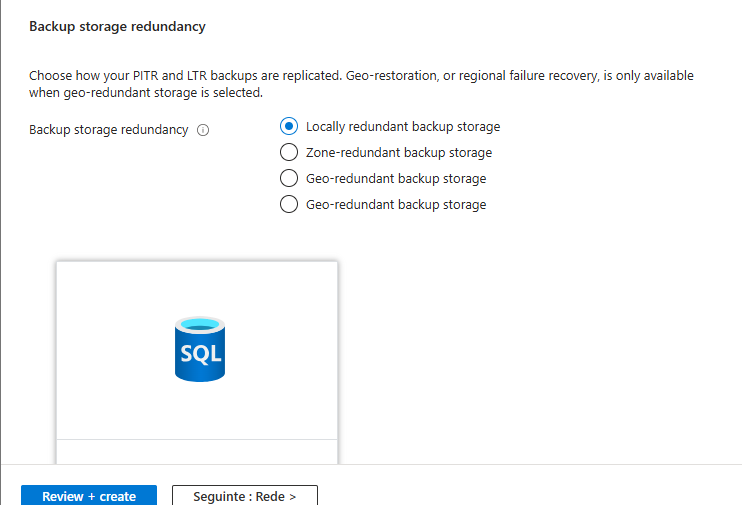 Backup storage redundancy
Choose how your PITR and LTR backups are replicated. Geo-restoration, or regional failure recovery, is only available
when geo-redundant storage is selected.
Backup storage redundancy
Locally redundant backup storage
Zone-redundant backup storage
Geo-redundant backup storage
Geo-redundant backup storage
SQL
Review + create
Seguinte : Rede >